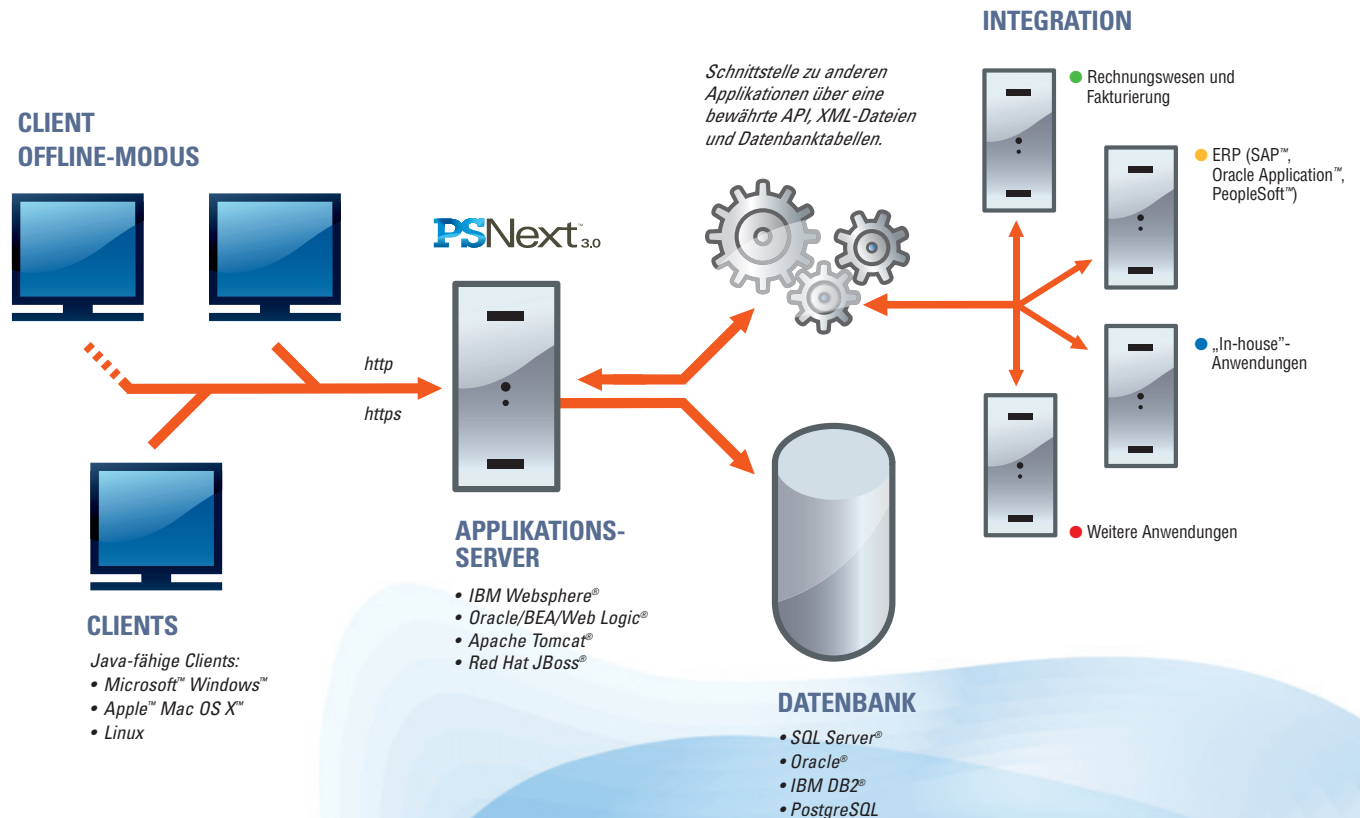 INTEGRATION
Schnittstelle zu anderen
Applikationen über eine
bewährte API, XML-Dateien
und Datenbanktabellen.
Rechnungswesen und
Fakturierung
CLIENT
OFFLINE-MODUS
ERP (SAP™,
Oracle Application™,
PeopleSoft™)
PSNext™ 3.0
http
https
„In-house”-
Anwendungen
Weitere Anwendungen
APPLIKATIONS-
SERVER
• IBM Websphere®
• Oracle/BEA/Web Logic®
• Apache Tomcat®
• Red Hat JBoss®
CLIENTS
Java-fähige Clients:
• Microsoft™ Windows™
• Apple™ Mac OS X™
• Linux
DATENBANK
• SQL Server®
• Oracle®
• IBM DB2®
• PostgreSQL